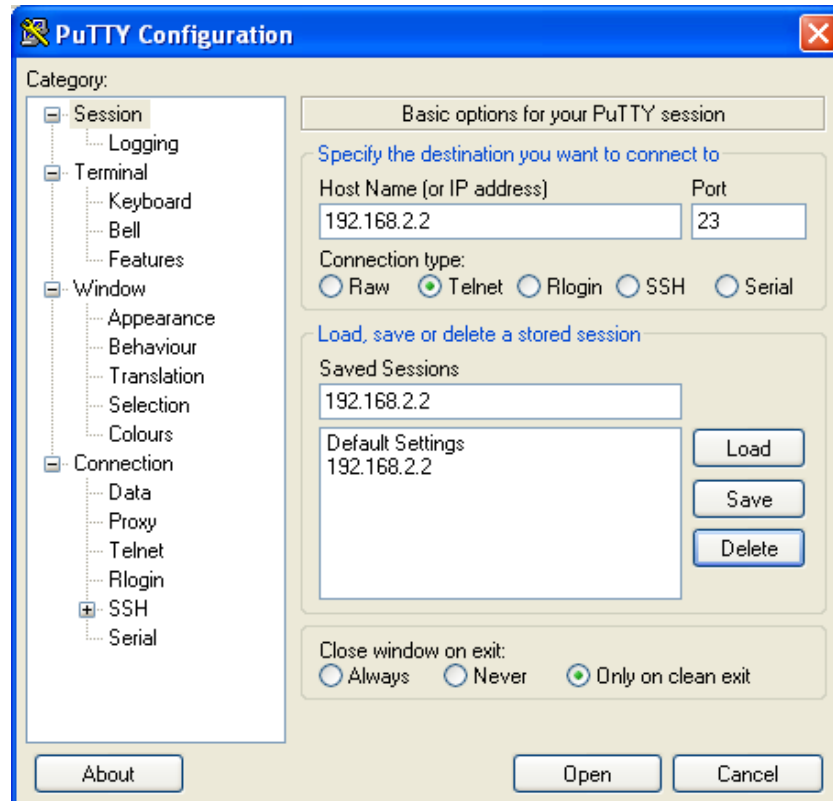 PuTTY Configuration
Category:
Session
Logging
Terminal
Keyboard
Bell
Features
Window
Appearance
Behaviour
Translation
Selection
Colours
Connection
Data
Proxy
Telnet
Rlogin
SSH
Serial
Basic options for your PuTTY session
Specify the destination you want to connect to
Host Name (or IP address) Port
192.168.2.2 23
Connection type:
Raw Telnet Rlogin SSH Serial
Load, save or delete a stored session
Saved Sessions
192.168.2.2
Default Settings
192.168.2.2
Load
Save
Delete
Close window on exit:
Always Never Only on clean exit
About Open Cancel